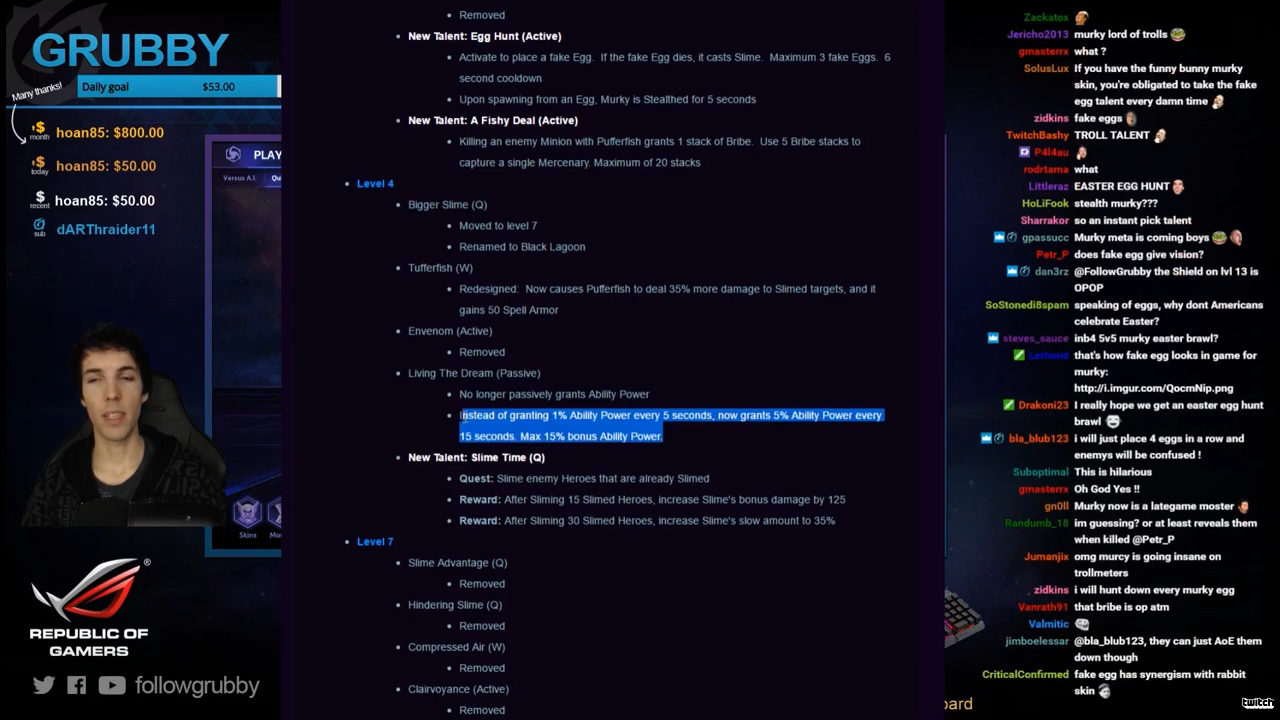 GRUBBY
Many thanks!
Daily goal $53.00
month
hoan85: $800.00
today
hoan85: $50.00
recent
hoan85: $50.00
sub
dARThraider11
PLAY
Versus A.I.
Skins
REPUBLIC OF
GAMERS
®
followgrubby
Removed
New Talent: Egg Hunt (Active)
Activate to place a fake Egg. If the fake Egg dies, it casts Slime. Maximum 3 fake Eggs. 6
second cooldown
Upon spawning from an Egg, Murky is Stealthed for 5 seconds
New Talent: A Fishy Deal (Active)
Killing an enemy Minion with Pufferfish grants 1 stack of Bribe. Use 5 Bribe stacks to
capture a single Mercenary. Maximum of 20 stacks
Level 4
Bigger Slime (Q)
Moved to level 7
Renamed to Black Lagoon
Tufferfish (W)
Redesigned: Now causes Pufferfish to deal 35% more damage to Slimed targets, and it
gains 50 Spell Armor
Envenom (Active)
Removed
Living The Dream (Passive)
No longer passively grants Ability Power
Instead of granting 1% Ability Power every 5 seconds, now grants 5% Ability Power every
15 seconds. Max 15% bonus Ability Power.
New Talent: Slime Time (Q)
Quest: Slime enemy Heroes that are already Slimed
Reward: After Sliming 15 Slimed Heroes, increase Slime's bonus damage by 125
Reward: After Sliming 30 Slimed Heroes, increase Slime's slow amount to 35%
Level 7
Slime Advantage (Q)
Removed
Hindering Slime (Q)
Removed
Compressed Air (W)
Removed
Clairvoyance (Active)
Removed
Zackatox
Jericho2013 murky lord of trolls
gmasterrx what ?
SolusLux If you have the funny bunny murky
skin, you're obligated to take the fake
egg talent every damn time
zidkins fake eggs
TwitchBashy TROLL TALENT
P4l4au
rodrtama what
Littleraz EASTER EGG HUNT
HoLiFook stealth murky???
Sharrakor so an instant pick talent
gpassucc Murky meta is coming boys
Petr_P does fake egg give vision?
dan3rz @FollowGrubby the Shield on lvl 13 is
OPOP
SoStonedi8spam speaking of eggs, why dont Americans
celebrate Easter?
steves_sauce inb4 5v5 murky easter brawl?
that's how fake egg looks in game for
murky:
http://i.imgur.com/QocmNip.png
Drakoni23 I really hope we get an easter egg hunt
brawl
bla_blub123 i will just place 4 eggs in a row and
enemys will be confused !
Suboptimal This is hilarious
gmasterrx Oh God Yes !!
gn0ll Murky now is a lategame moster
Randumb_18 im guessing? or at least reveals them
when killed @Petr_P
Jumanjix omg murcy is going insane on
trollmeters
zidkins i will hunt down every murky egg
Vanrath91 that bribe is op atm
Valmitic
jimboelessar @bla_blub123, they can just AoE them
down though
CriticalConfirmed fake egg has synergism with rabbit
skin
oard
twitch